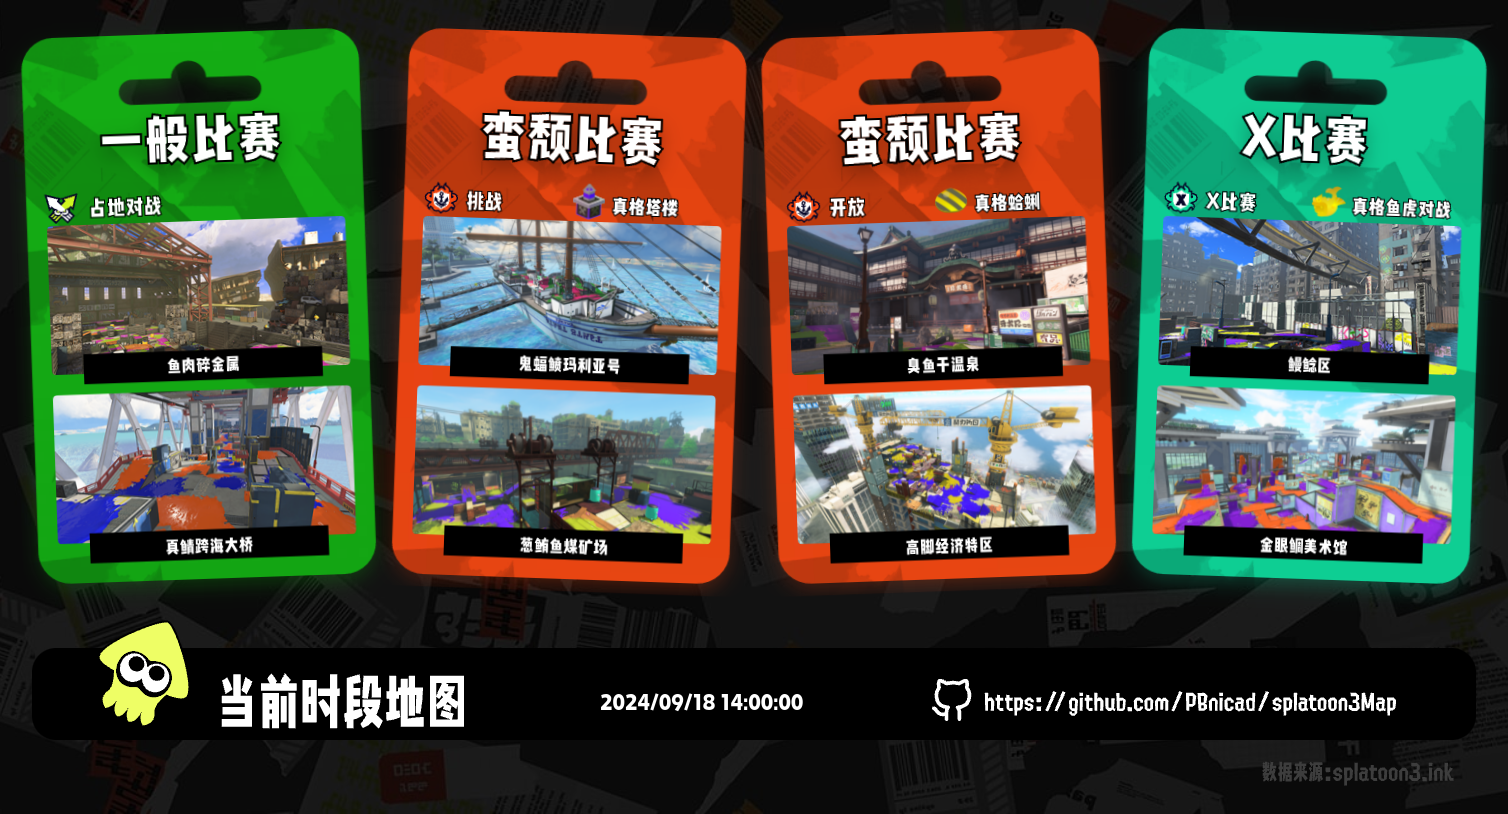 一般比赛
占地对战
鱼肉碎金属
真鲷跨海大桥
蛮颓比赛
挑战
真格塔楼
鬼蝠鲼玛利亚号
葱鲔鱼煤矿场
蛮颓比赛
开放
真格蛤蜊
臭鱼干温泉
高脚经济特区
X比赛
X比赛
真格鱼虎对战
鳗鲶区
金眼鲷美术馆
当前时段地图
2024/09/18 14:00:00
https://github.com/PBnicad/splatoon3Map
数据来源:splatoon3.ink